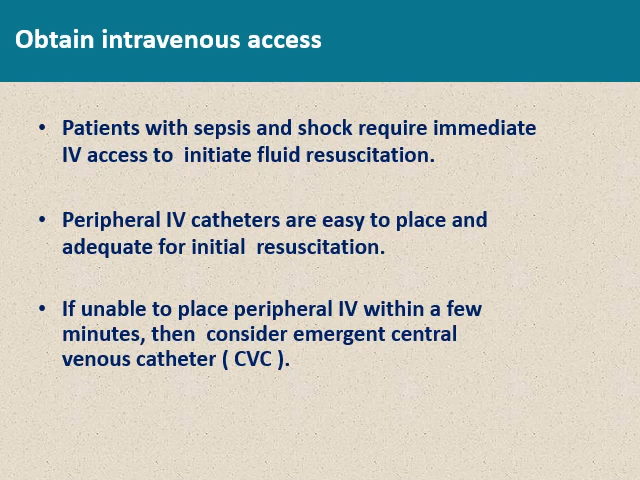 Obtain intravenous access
• Patients with sepsis and shock require immediate
IV access to  initiate fluid resuscitation.
• Peripheral IV catheters are easy to place and
adequate for initial  resuscitation.
• If unable to place peripheral IV within a few
minutes, then  consider emergent central
venous catheter ( CVC ).